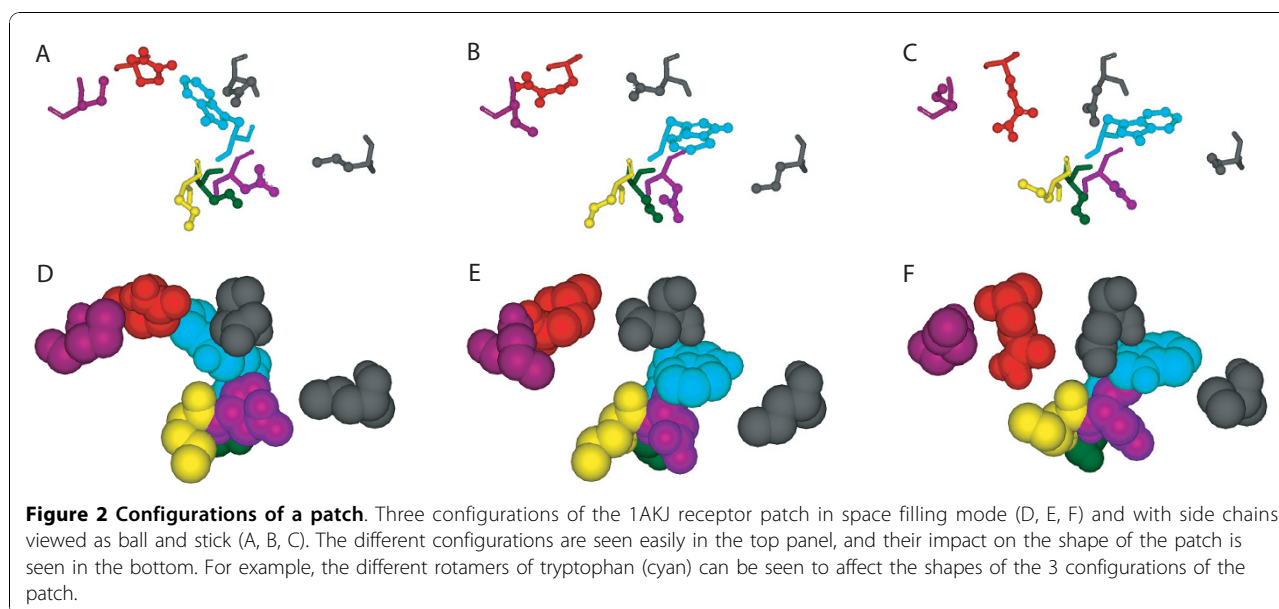 A
B
C
D
E
F
Figure 2 Configurations of a patch. Three configurations of the 1AKJ receptor patch in space filling mode (D, E, F) and with side chains
viewed as ball and stick (A, B, C). The different configurations are seen easily in the top panel, and their impact on the shape of the patch is
seen in the bottom. For example, the different rotamers of tryptophan (cyan) can be seen to affect the shapes of the 3 configurations of the
patch.